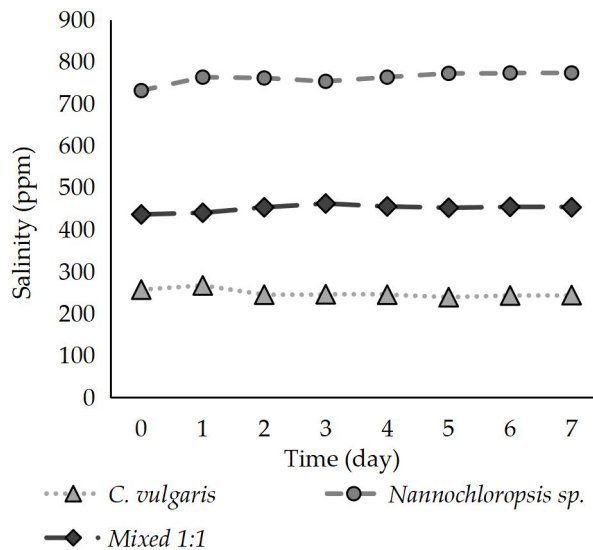 900
800
700
600
500
400
300
200
100
0
Salinity (ppm)
0 1 2 3 4 5 6 7
Time (day)
C. vulgaris Nannochloropsis sp.
Mixed 1:1